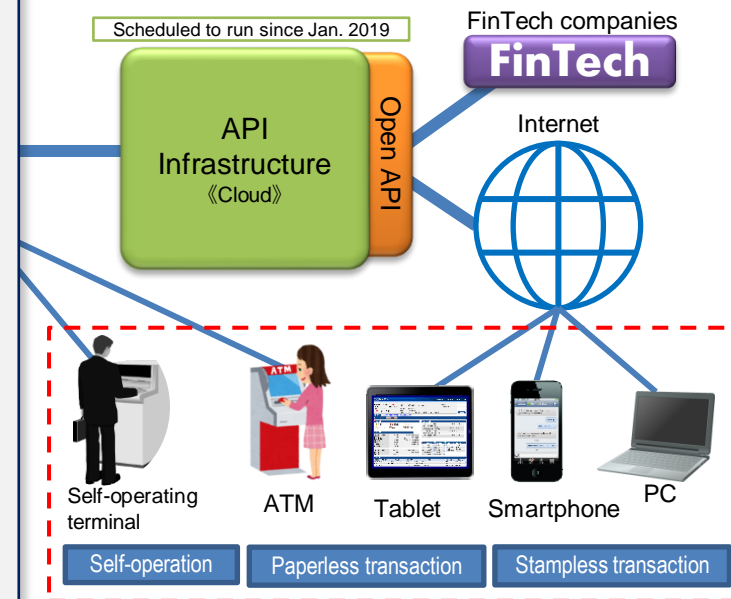 Scheduled to run since Jan. 2019
FinTech companies
FinTech
API
Infrastructure
《Cloud》
Open API
Internet
ATM
Self-operating
terminal
ATM
Tablet
Smartphone
PC
Self-operation
Paperless transaction
Stampless transaction